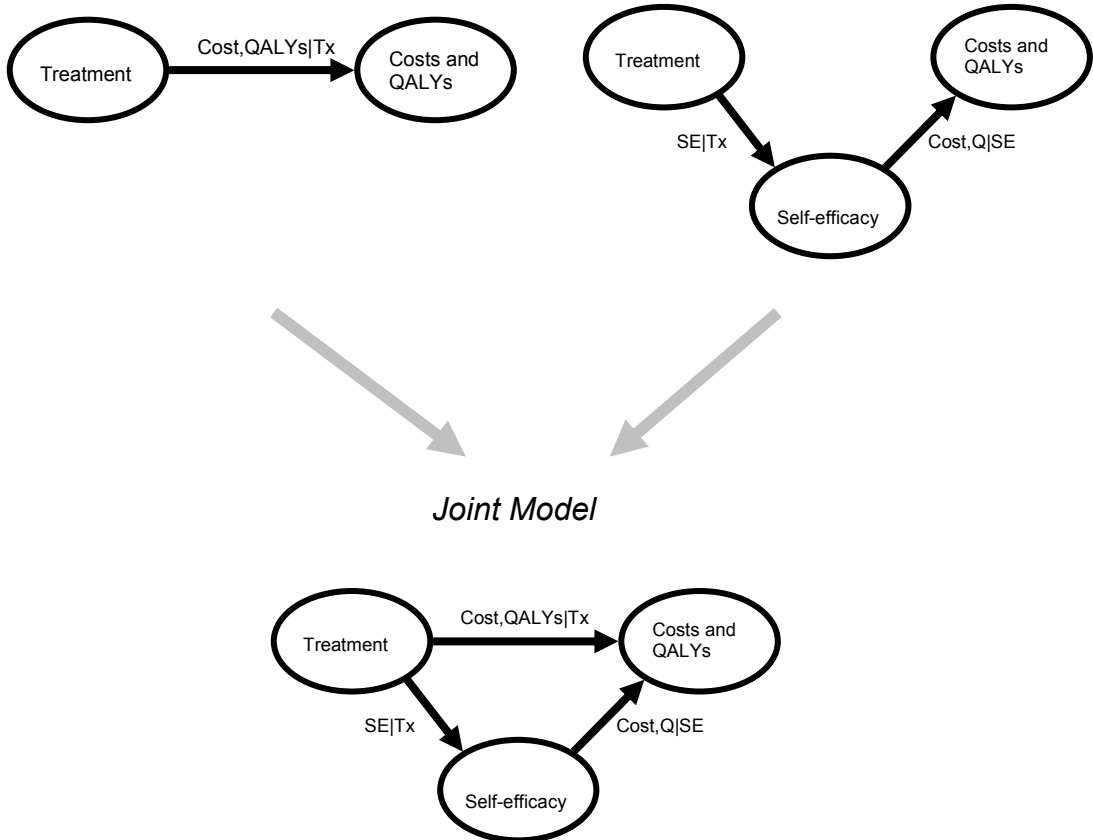 Cost,QALYs|Tx
Treatment
Costs and
QALYs
Treatment
Costs and
QALYs
SE|Tx
Cost,Q|SE
Self-efficacy
Joint Model
Cost,QALYs|Tx
Treatment
Costs and
QALYs
SE|Tx
Cost,Q|SE
Self-efficacy